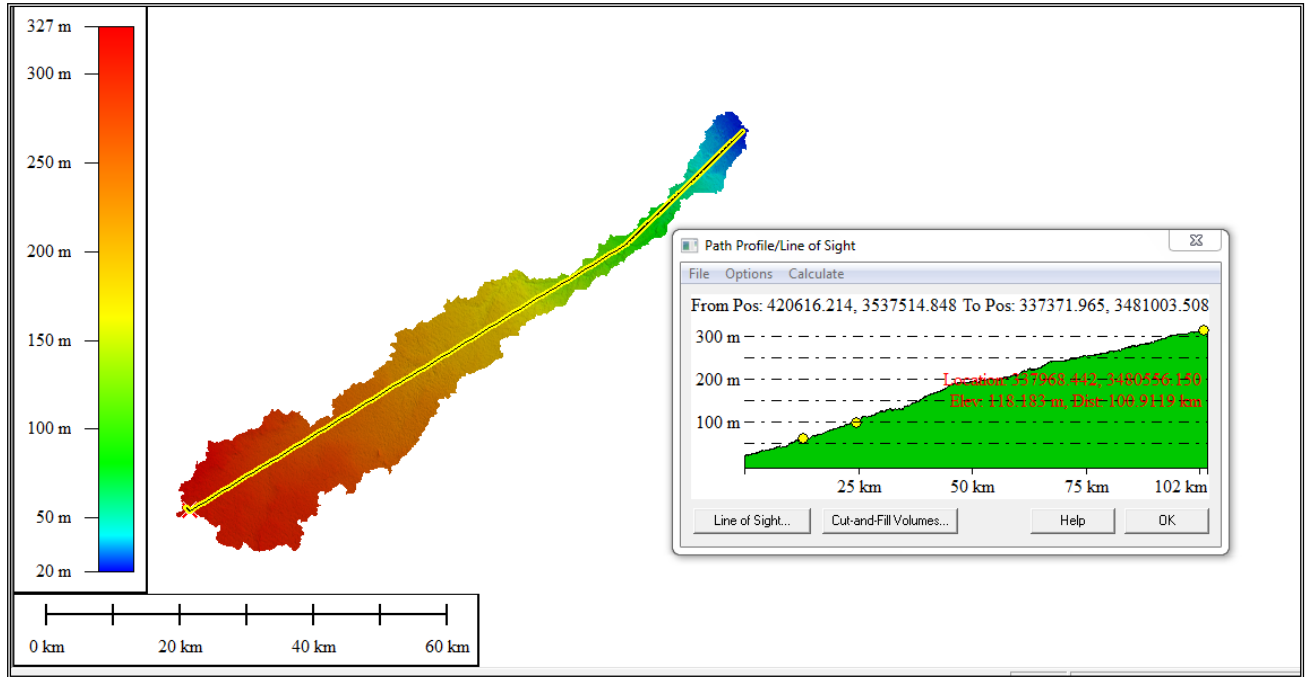 327 m
300 m
250 m
200 m
150 m
100 m
50 m
20 m
0 km 20 km 40 km 60 km
Path Profile/Line of Sight
File Options Calculate
From Pos: 420616.214, 3537514.848 To Pos: 337371.965, 3481003.508
300 m
200 m
Location: 337968.442, 3480556.150
Elev: 118.183 m, Dist: 100.9119 km
100 m
25 km 50 km 75 km 102 km
Line of Sight... Cut-and-Fill Volumes... Help OK